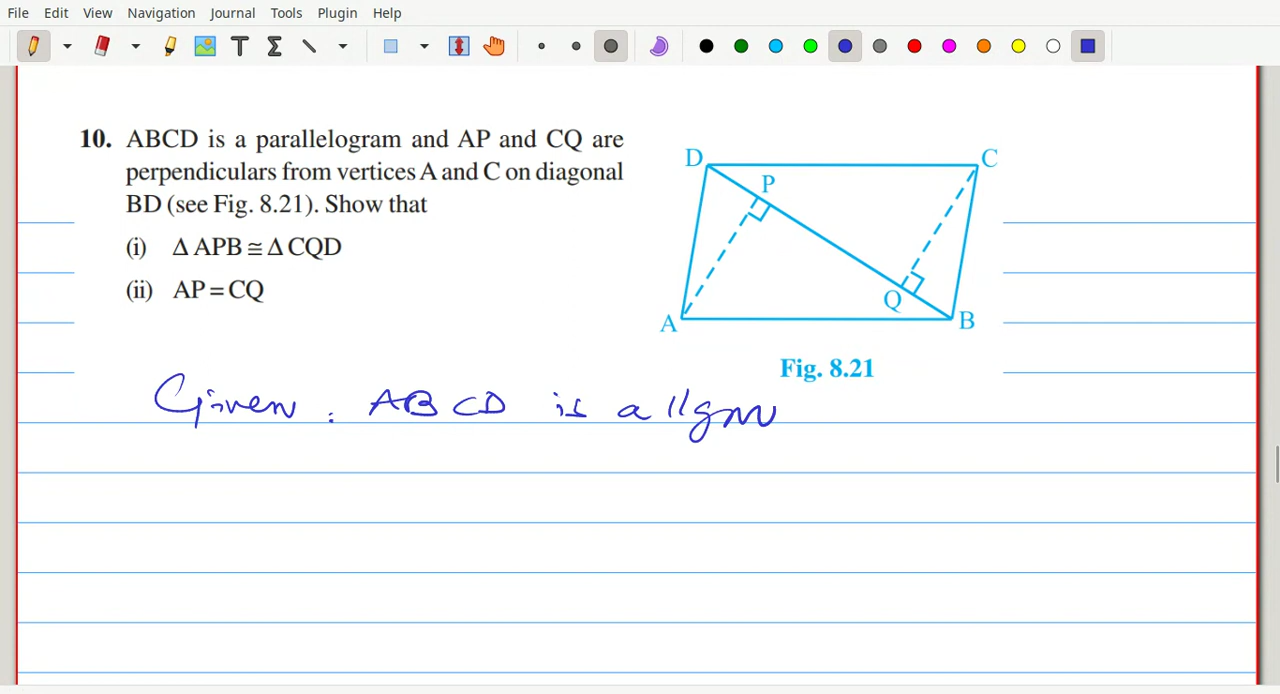 File Edit View Navigation Journal Tools Plugin Help
10. ABCD is a parallelogram and AP and CQ are
perpendiculars from vertices A and C on diagonal
BD (see Fig. 8.21). Show that
(i) Δ APB ≅ Δ CQD
(ii) AP = CQ
D
C
P
Q
A
B
Fig. 8.21
Given : ABCD is a ||gm